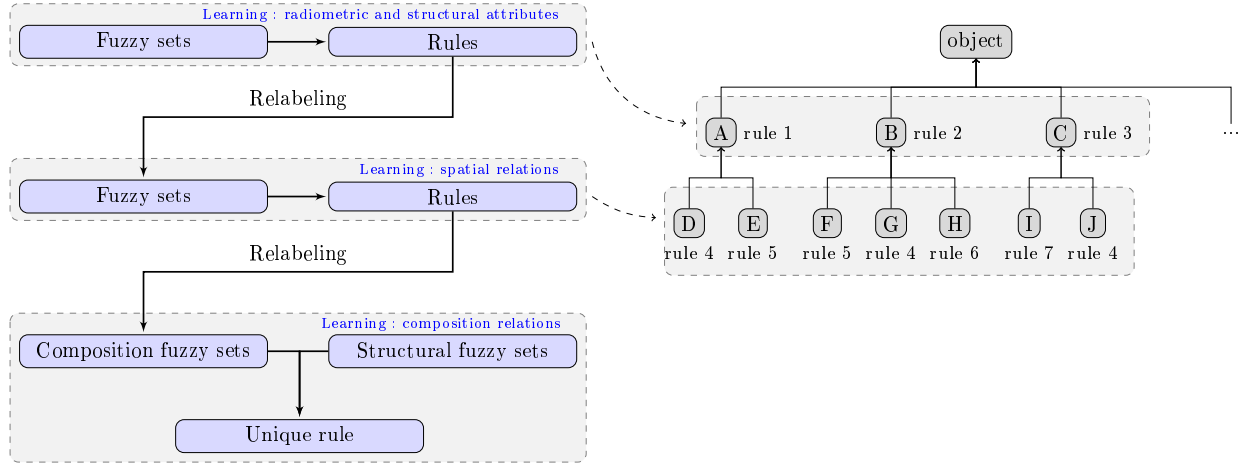 Learning : radiometric and structural attributes
Fuzzy sets
Rules
Relabeling
Learning : spatial relations
Fuzzy sets
Rules
Relabeling
Learning : composition relations
Composition fuzzy sets
Structural fuzzy sets
Unique rule
object
A rule 1
B rule 2
C rule 3
...
D
E
F
G
H
I
J
rule 4
rule 5
rule 5
rule 4
rule 6
rule 7
rule 4